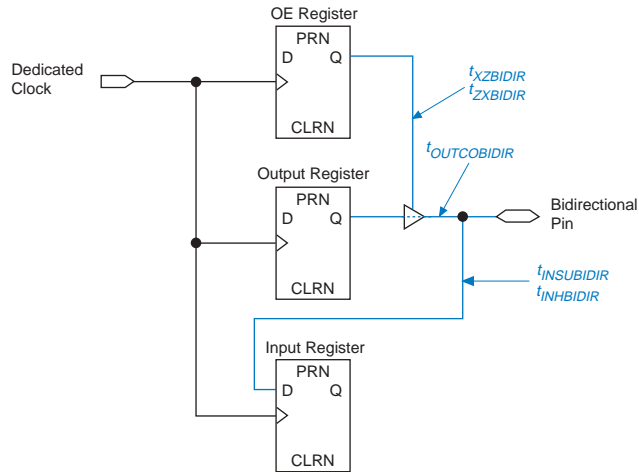 OE Register
PRN
D Q
CLRN
Dedicated
Clock
tXZBIDIR
tZXBIDIR
tOUTCOBIDIR
Output Register
PRN
D Q
CLRN
Bidirectional
Pin
tINSUBIDIR
tINHBIDIR
Input Register
PRN
D Q
CLRN